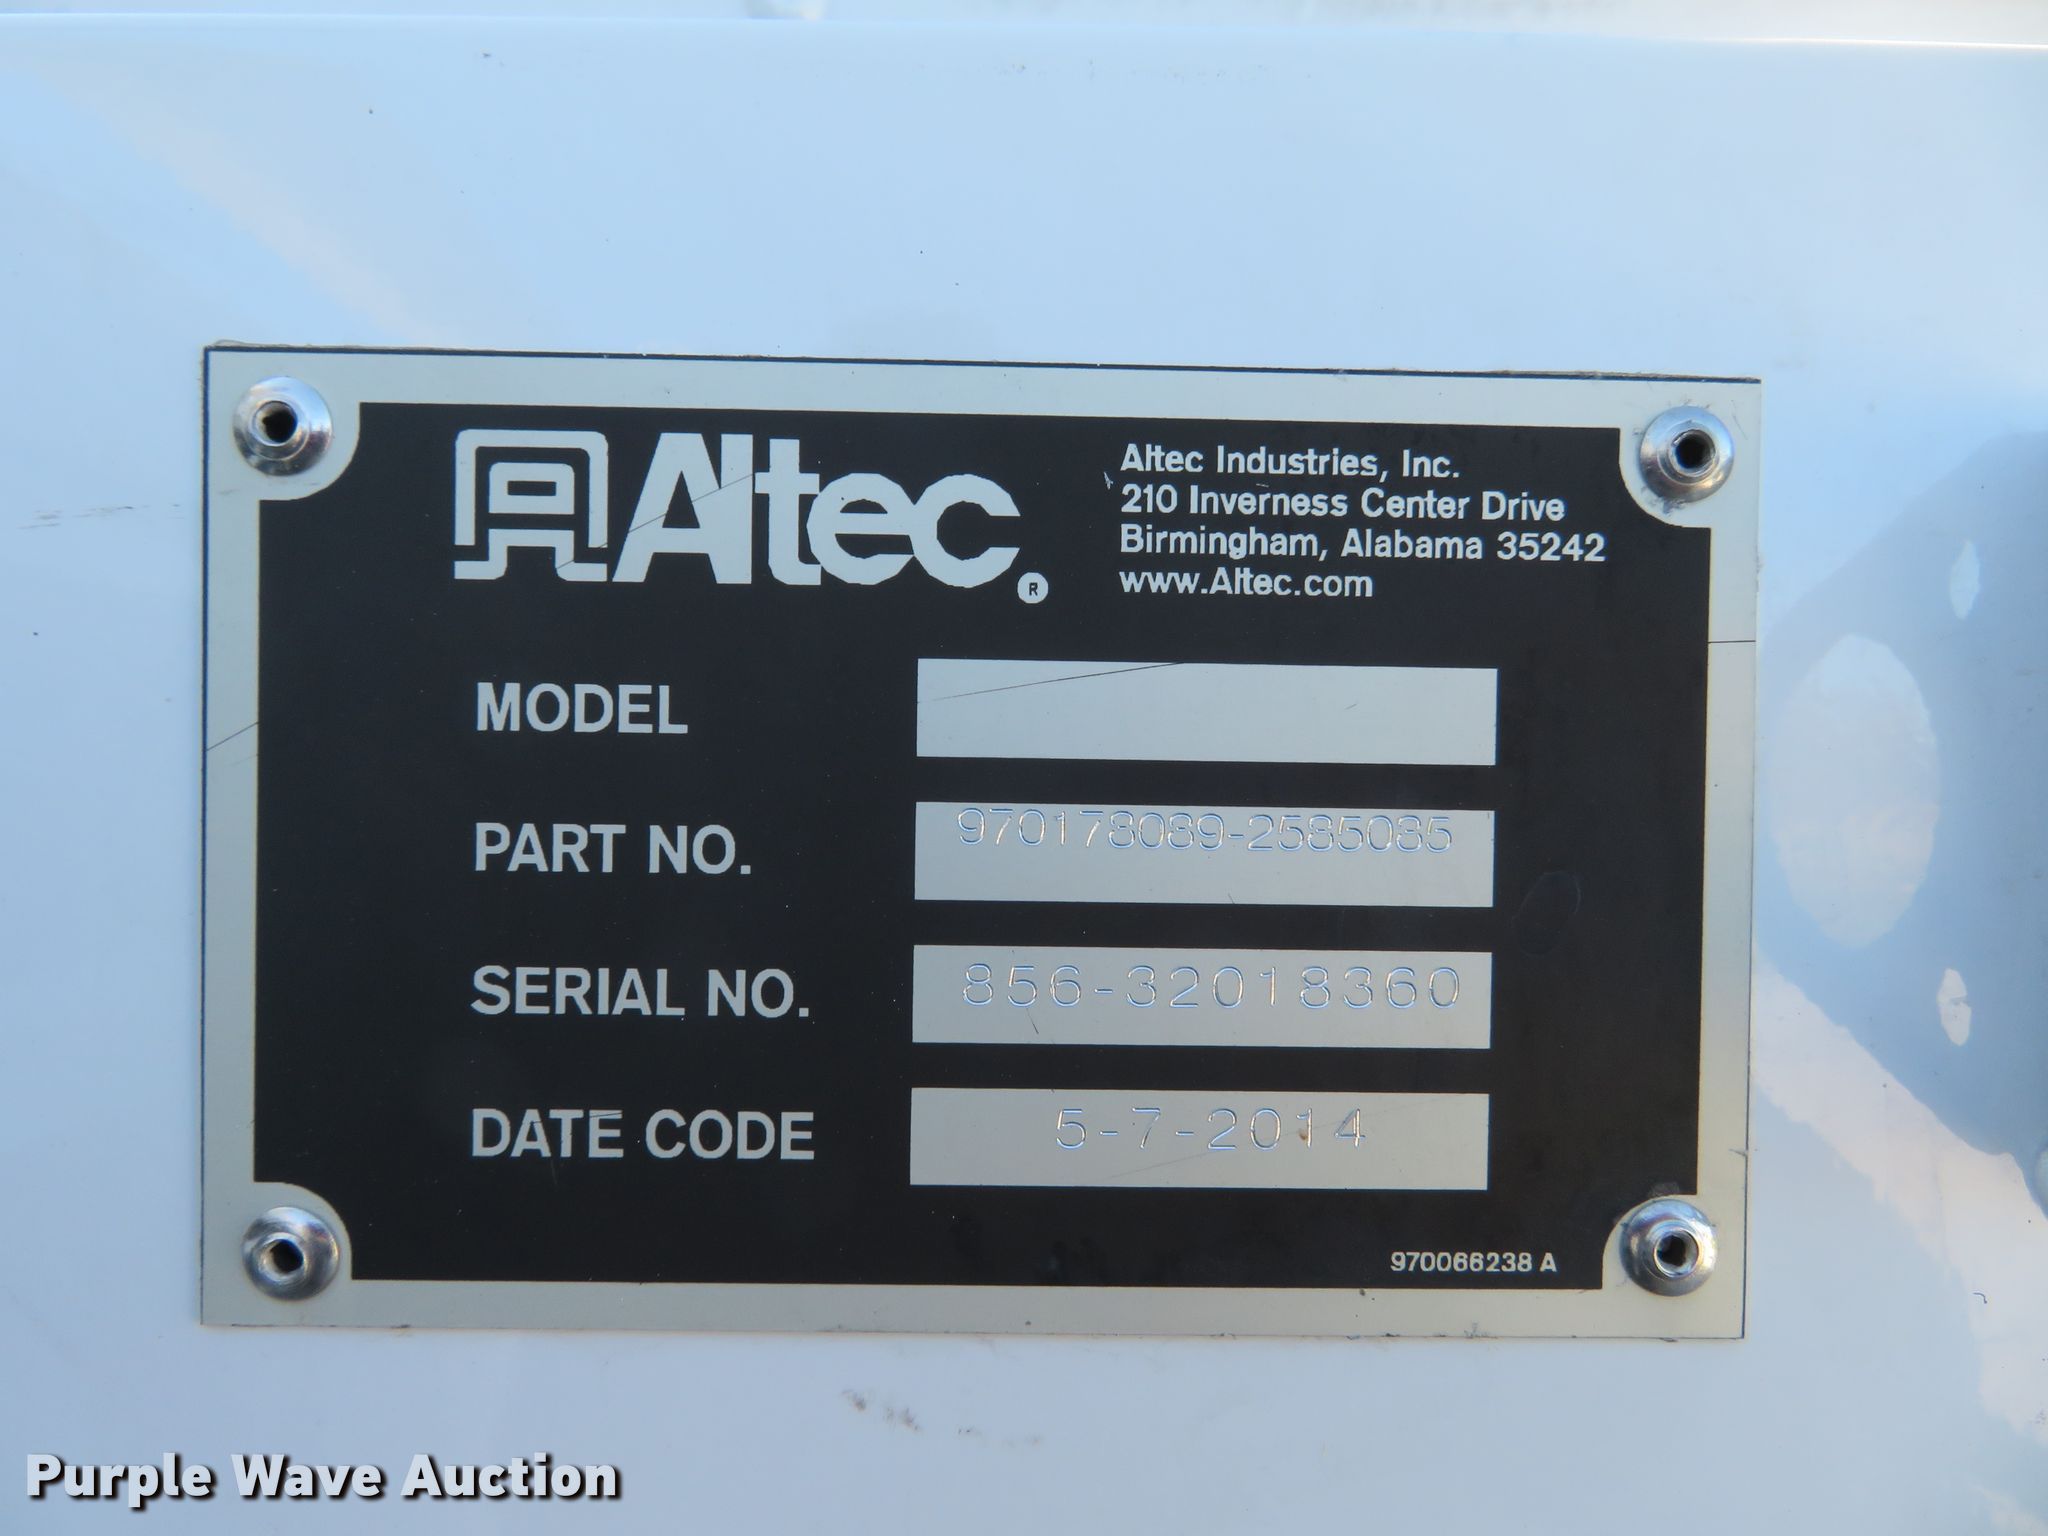 Altec®
Altec Industries, Inc.
210 Inverness Center Drive
Birmingham, Alabama 35242
www.Altec.com
MODEL
PART NO. 970178089-2585085
SERIAL NO. 856-32018360
DATE CODE 5-7-2014
970066238 A
Purple Wave Auction